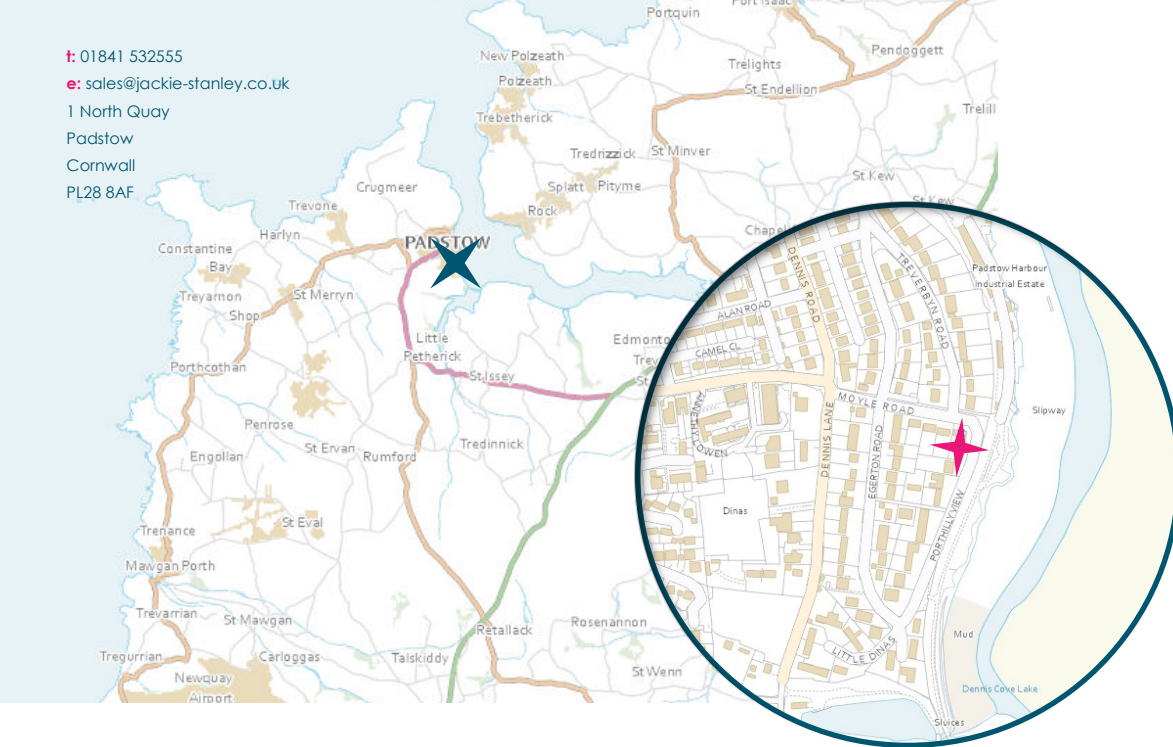 t: 01841 532555
e: sales@jackie-stanley.co.uk
1 North Quay
Padstow
Cornwall
PL28 8AF
Portquin
Port Isaac
New Polzeath
Polzeath
Trebetherick
Trelights
Pendoggett
St Endellion
Trelill
Tredrizzick
St Minver
St Kew
St Kew
Splatt
Pityme
Rock
Chapel
Crugmeer
Trevone
Harlyn
PADSTOW
Constantine
Bay
Treyarnon
Shop
St Merryn
Little
Petherick
Edmonto
Trev
St
Porthcothan
St Issey
Penrose
Engollan
St Ervan
Rumford
Tredinnick
St Eval
Trenance
Mawgan Porth
Trevarrian
St Mawgan
Tregurrian
Carloggas
Talskiddy
Retallack
Rosenannon
St Wenn
Newquay
Airport
DENNIS ROAD
TREVERBYN ROAD
Padstow Harbour
Industrial Estate
ALAN ROAD
CAMEL CL
MOYLE ROAD
Slipway
DENNIS LANE
EGERTON ROAD
Dinas
PORTHILLY VIEW
LITTLE DINAS
Mud
Dennis Cove Lake
Sluices